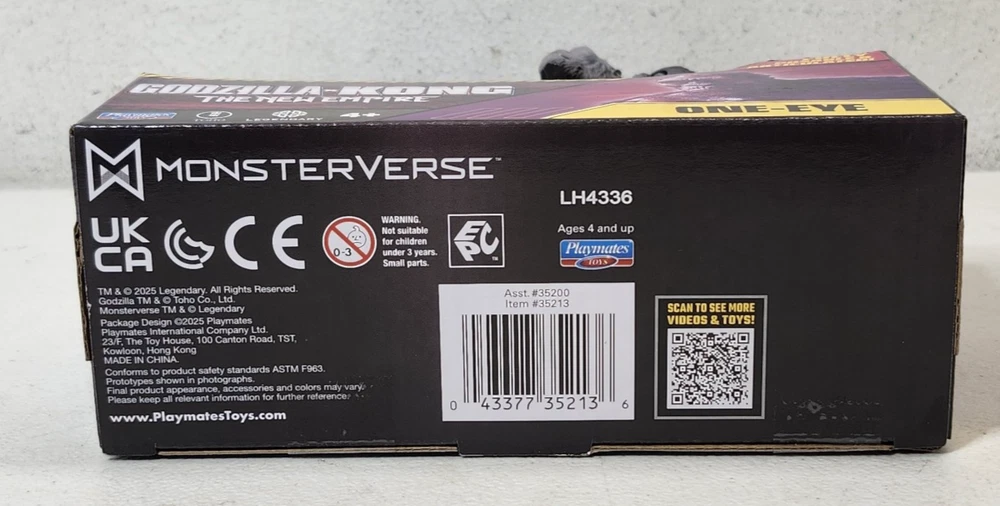 GODZILLA-KONG
THE NEW EMPIRE
LEGENDARY
4+
ONE-EYE
MONSTERVERSE™
UK
CA
CE
0-3
WARNING.
Not suitable
for children
under 3 years.
Small parts.
EPC™
LH4336
Ages 4 and up
Playmates
TOYS
TM & © 2025 Legendary. All Rights Reserved.
Godzilla TM & © Toho Co., Ltd.
Monsterverse TM & © Legendary
Package Design ©2025 Playmates
Playmates International Company Ltd.
23/F, The Toy House, 100 Canton Road, TST,
Kowloon, Hong Kong
MADE IN CHINA.
Conforms to product safety standards ASTM F963.
Prototypes shown in photographs.
Final product appearance, accessories and colors may vary.
Please keep all relevant information for further reference.
www.PlaymatesToys.com
Asst. #35200
Item #35213
0 43377 35213 6
SCAN TO SEE MORE
VIDEOS & TOYS!